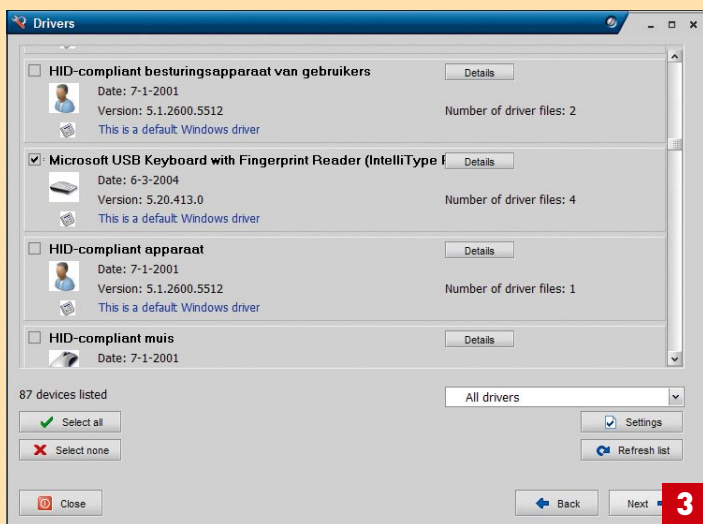 Drivers
HID-compliant besturingsapparaat van gebruikers
Details
Date: 7-1-2001
Version: 5.1.2600.5512
Number of driver files: 2
This is a default Windows driver
Microsoft USB Keyboard with Fingerprint Reader (IntelliType
Details
Date: 6-3-2004
Version: 5.20.413.0
Number of driver files: 4
This is a default Windows driver
HID-compliant apparaat
Details
Date: 7-1-2001
Version: 5.1.2600.5512
Number of driver files: 1
This is a default Windows driver
HID-compliant muis
Details
Date: 7-1-2001
87 devices listed
All drivers
Select all
Settings
Select none
Refresh list
Close
Back
Next
3